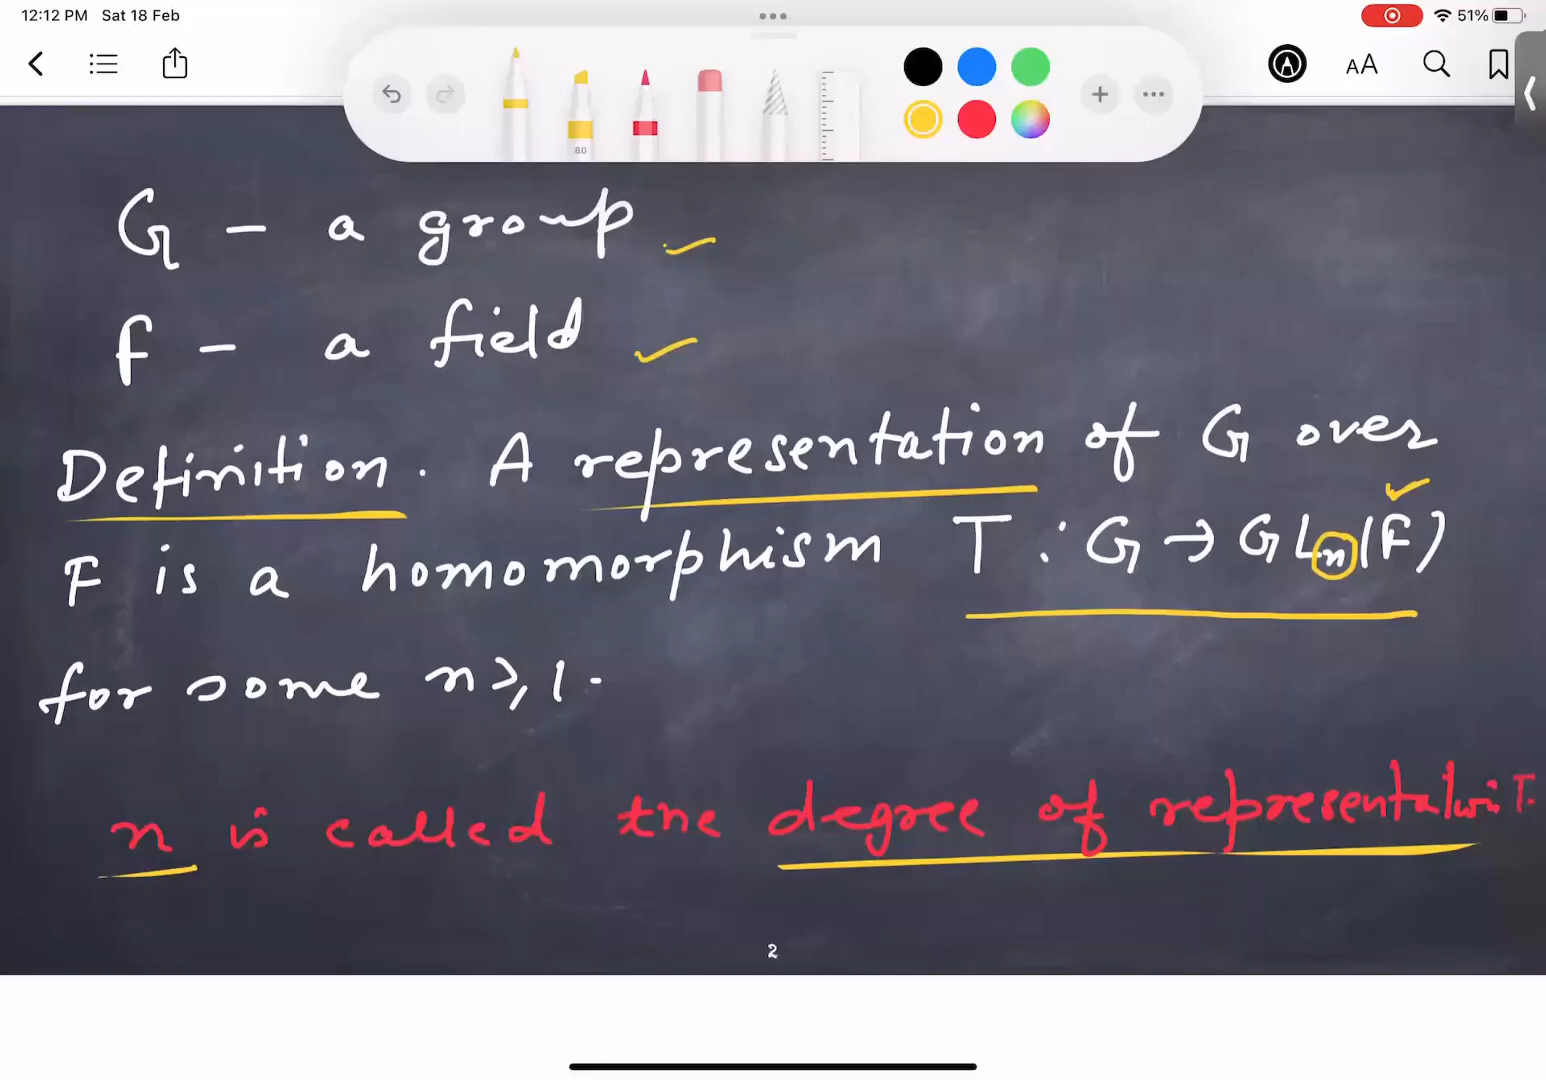 12:12 PM Sat 18 Feb
51%
AA
80
G - a group
F - a field
Definition. A representation of G over
F is a homomorphism T : G → GLn(F)
for some n ≥ 1.
n is called the degree of representation T.
2